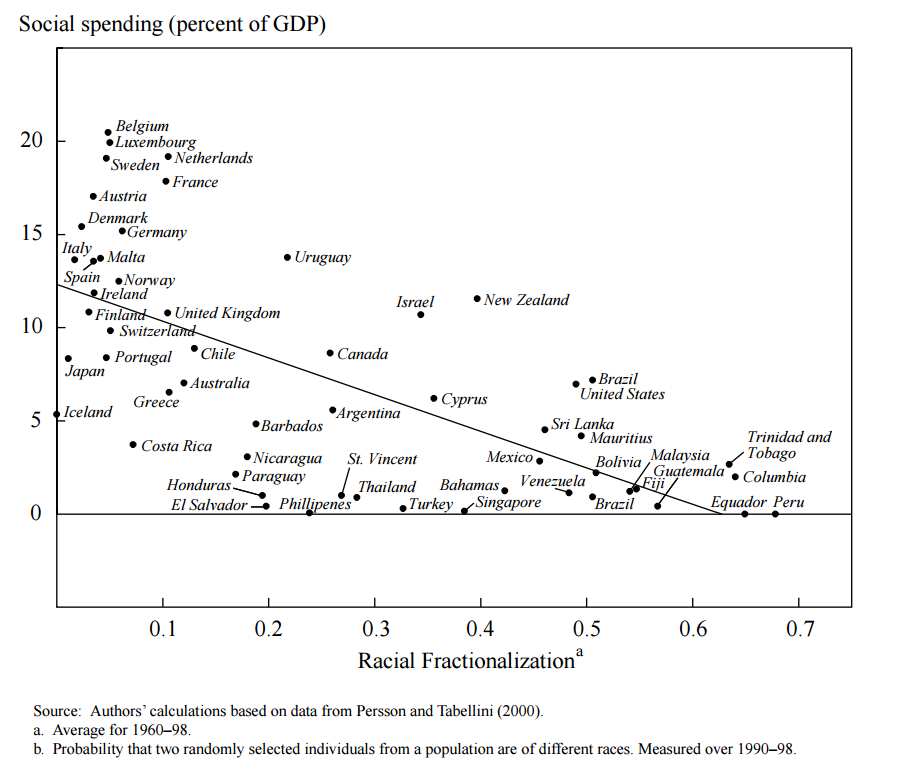 Social spending (percent of GDP)
20
15
10
5
0
Belgium
Luxembourg
Sweden
Netherlands
France
Austria
Denmark
Germany
Italy
Malta
Spain
Norway
Ireland
Finland
United Kingdom
Switzerland
Japan
Portugal
Chile
Australia
Greece
Iceland
Costa Rica
Uruguay
Israel
New Zealand
Canada
Cyprus
Argentina
Barbados
Nicaragua
Paraguay
Honduras
El Salvador
St. Vincent
Phillipenes
Thailand
Turkey
Brazil
United States
Sri Lanka
Mauritius
Mexico
Bahamas
Singapore
Venezuela
Bolivia
Brazil
Malaysia
Guatemala
Fiji
Trinidad and
Tobago
Columbia
Equador
Peru
0.1 0.2 0.3 0.4 0.5 0.6 0.7
Racial Fractionalizationᵃ
Source: Authors' calculations based on data from Persson and Tabellini (2000).
a. Average for 1960–98.
b. Probability that two randomly selected individuals from a population are of different races. Measured over 1990–98.